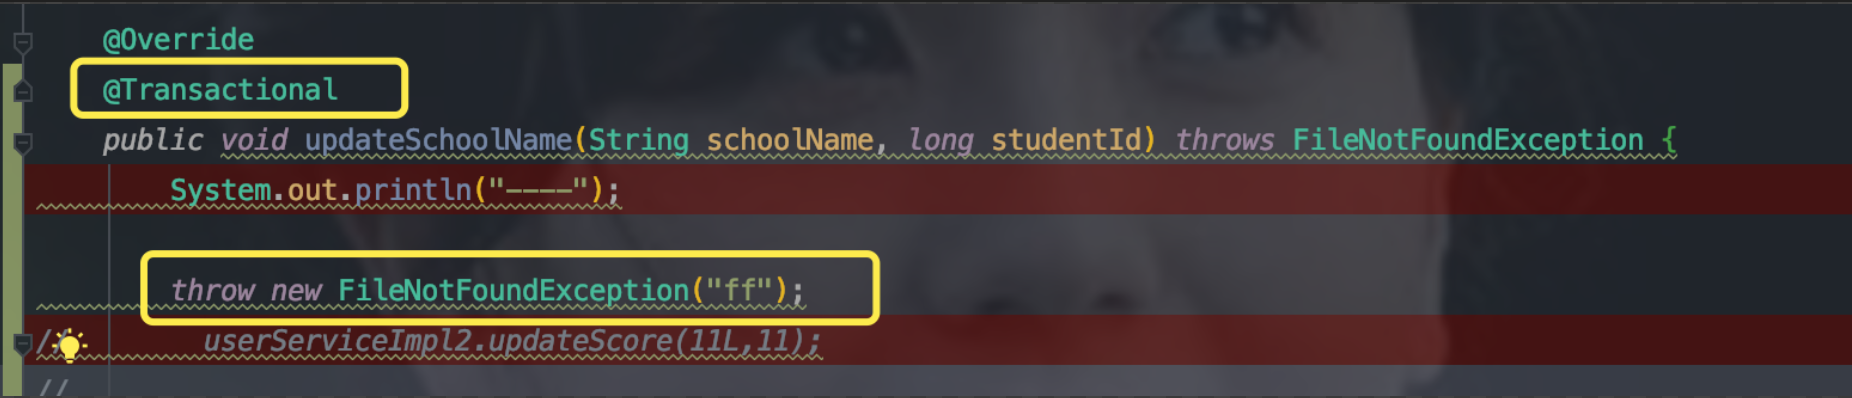 @Override
@Transactional
public void updateSchoolName(String schoolName, long studentId) throws FileNotFoundException {
System.out.println("----");
throw new FileNotFoundException("ff");
// userServiceImpl2.updateScore(11L,11);
//